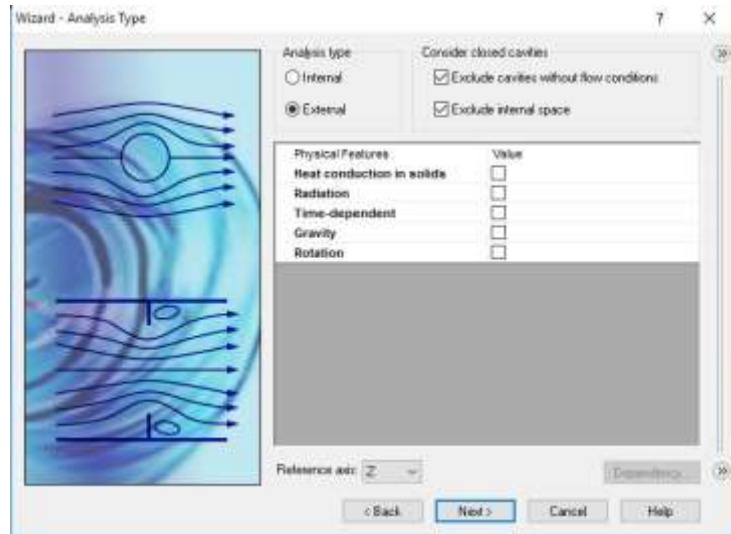 Wizard - Analysis Type
?
Analysis type
Consider closed cavities
Internal
Exclude cavities without flow conditions
External
Exclude internal space
Physical Features
Value
Heat conduction in solids
Radiation
Time-dependent
Gravity
Rotation
Reference axis: Z
Dependency...
< Back
Next >
Cancel
Help